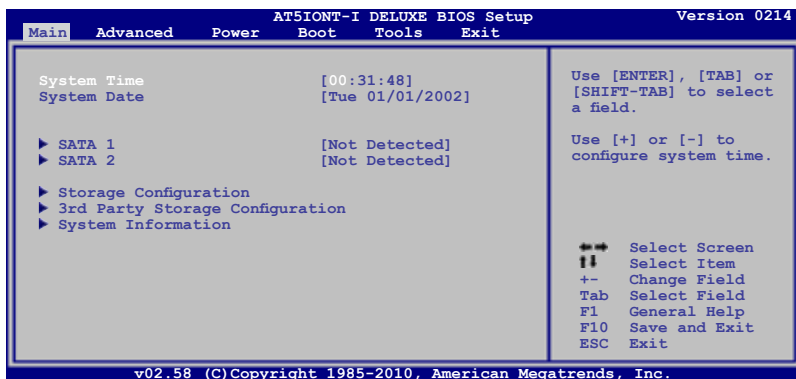 AT5IONT-I DELUXE BIOS Setup Version 0214
Main Advanced Power Boot Tools Exit
System Time [00:31:48]
System Date [Tue 01/01/2002]
SATA 1 [Not Detected]
SATA 2 [Not Detected]
Storage Configuration
3rd Party Storage Configuration
System Information
Use [ENTER], [TAB] or
[SHIFT-TAB] to select
a field.
Use [+] or [-] to
configure system time.
Select Screen
Select Item
+- Change Field
Tab Select Field
F1 General Help
F10 Save and Exit
ESC Exit
v02.58 (C)Copyright 1985-2010, American Megatrends, Inc.